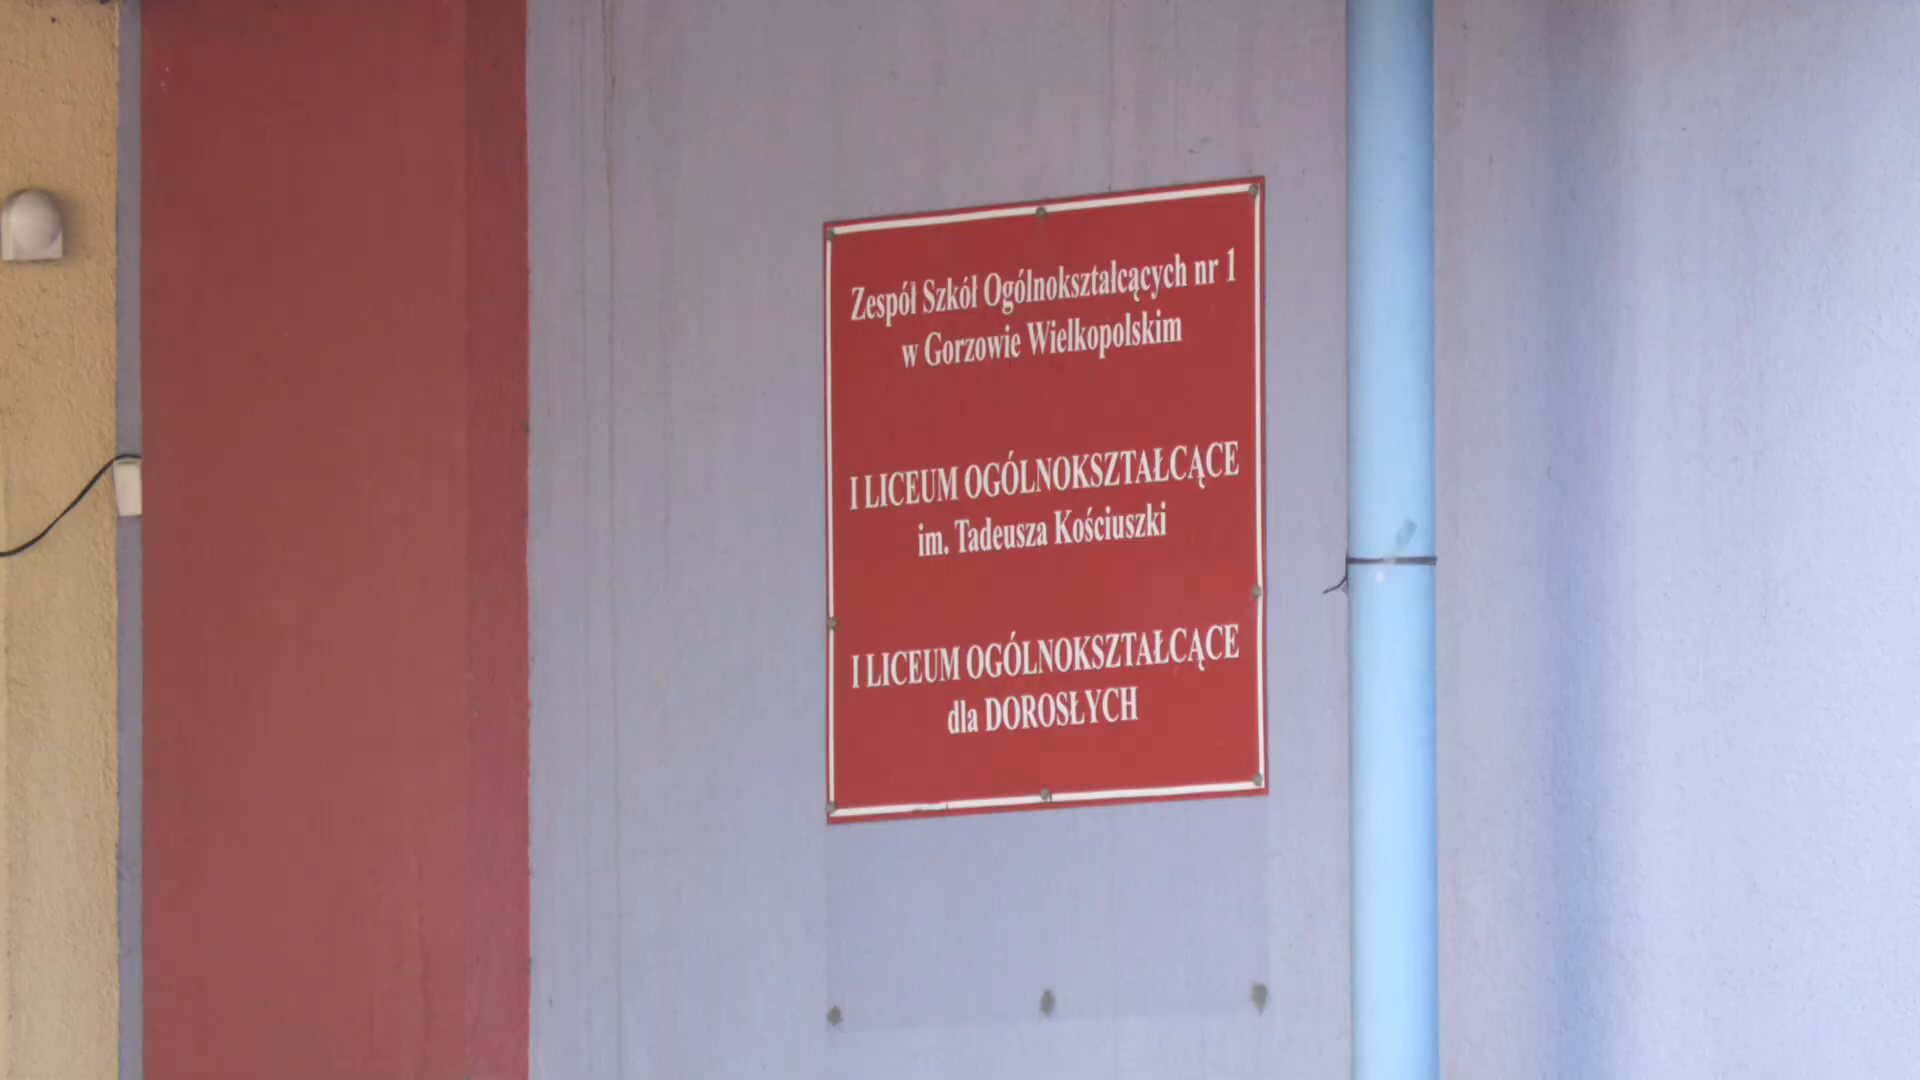 Zespół Szkół Ogólnokształcących nr 1
w Gorzowie Wielkopolskim
I LICEUM OGÓLNOKSZTAŁCĄCE
im. Tadeusza Kościuszki
I LICEUM OGÓLNOKSZTAŁCĄCE
dla DOROSŁYCH